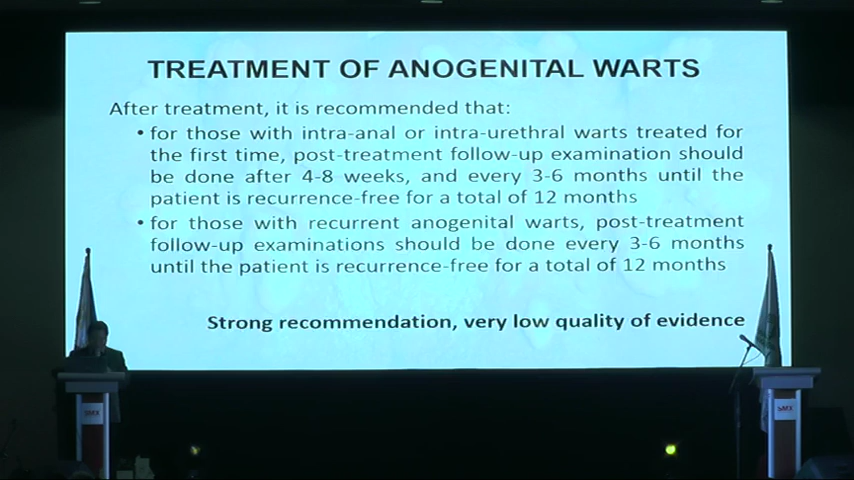 TREATMENT OF ANOGENITAL WARTS
After treatment, it is recommended that:
• for those with intra-anal or intra-urethral warts treated for
the first time, post-treatment follow-up examination should
be done after 4-8 weeks, and every 3-6 months until the
patient is recurrence-free for a total of 12 months
• for those with recurrent anogenital warts, post-treatment
follow-up examinations should be done every 3-6 months
until the patient is recurrence-free for a total of 12 months
Strong recommendation, very low quality of evidence
SMX
SMX